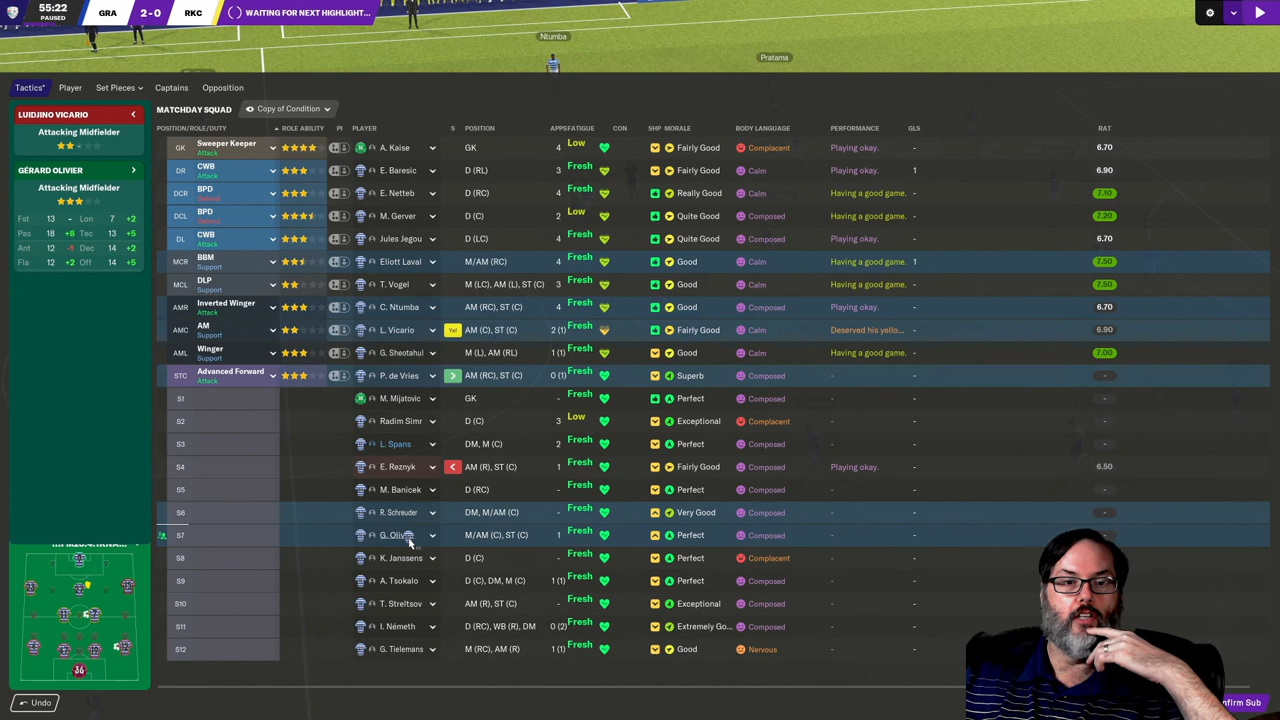 55:22
PAUSED
GRA 2 - 0 RKC
WAITING FOR NEXT HIGHLIGHT...
Ntumba
Pratama
Tactics* Player Set Pieces Captains Opposition
LUIDJINO VICARIO
Attacking Midfielder
GÉRARD OLIVIER
Attacking Midfielder
Fst 13 - Lon 7 +2
Pas 18 +8 Tec 13 +5
Ant 12 -1 Dec 14 +2
Fla 12 +2 Off 14 +5
MATCHDAY SQUAD Copy of Condition
POSITION/ROLE/DUTY ROLE ABILITY PI PLAYER S POSITION APPS FATIGUE CON SHP MORALE BODY LANGUAGE PERFORMANCE GLS RAT
GK Sweeper Keeper Attack A. Kaise GK 4 Low Fairly Good Complacent Playing okay. - 6.70
DR CWB Attack E. Baresic D (RL) 3 Fresh Fairly Good Calm Playing okay. 1 6.90
DCR BPD Defend E. Netteb D (RC) 4 Fresh Really Good Calm Having a good game. - 7.10
DCL BPD Defend M. Gerver D (C) 2 Low Quite Good Composed Having a good game. - 7.20
DL CWB Attack Jules Jegou D (LC) 4 Fresh Quite Good Composed Playing okay. - 6.70
MCR BBM Support Eliott Laval M/AM (RC) 4 Fresh Good Calm Having a good game. 1 7.50
MCL DLP Support T. Vogel M (LC), AM (L), ST (C) 3 Fresh Good Calm Having a good game. - 7.50
AMR Inverted Winger Attack C. Ntumba AM (RC), ST (C) 4 Fresh Good Composed Playing okay. - 6.70
AMC AM Support L. Vicario Yel AM (C), ST (C) 2 (1) Fresh Fairly Good Calm Deserved his yello... - 6.90
AML Winger Support G. Sheotahul M (L), AM (RL) 1 (1) Fresh Good Calm Having a good game. - 7.00
STC Advanced Forward Attack P. de Vries AM (RC), ST (C) 0 (1) Fresh Superb Composed - -
S1 M. Mijatovic GK - Fresh Perfect Composed - -
S2 Radim Simr D (C) 3 Low Exceptional Complacent - -
S3 L. Spans DM, M (C) 2 Fresh Perfect Composed - -
S4 E. Reznyk AM (R), ST (C) 1 Fresh Fairly Good Composed Playing okay. - 6.50
S5 M. Banicek D (RC) - Fresh Perfect Composed - -
S6 R. Schreuder DM, M/AM (C) - Fresh Very Good Composed - -
S7 G. Oliv M/AM (C), ST (C) 1 Fresh Perfect Composed - -
S8 K. Janssens D (C) - Fresh Perfect Complacent - -
S9 A. Tsokalo D (C), DM, M (C) 1 (1) Fresh Perfect Composed - -
S10 T. Streltsov AM (R), ST (C) - Fresh Exceptional Composed - -
S11 I. Németh D (RC), WB (R), DM 0 (2) Fresh Extremely Go... Composed - -
S12 G. Tielemans M (RC), AM (R) 1 (1) Fresh Good Nervous - -
36
Undo
onfirm Sub